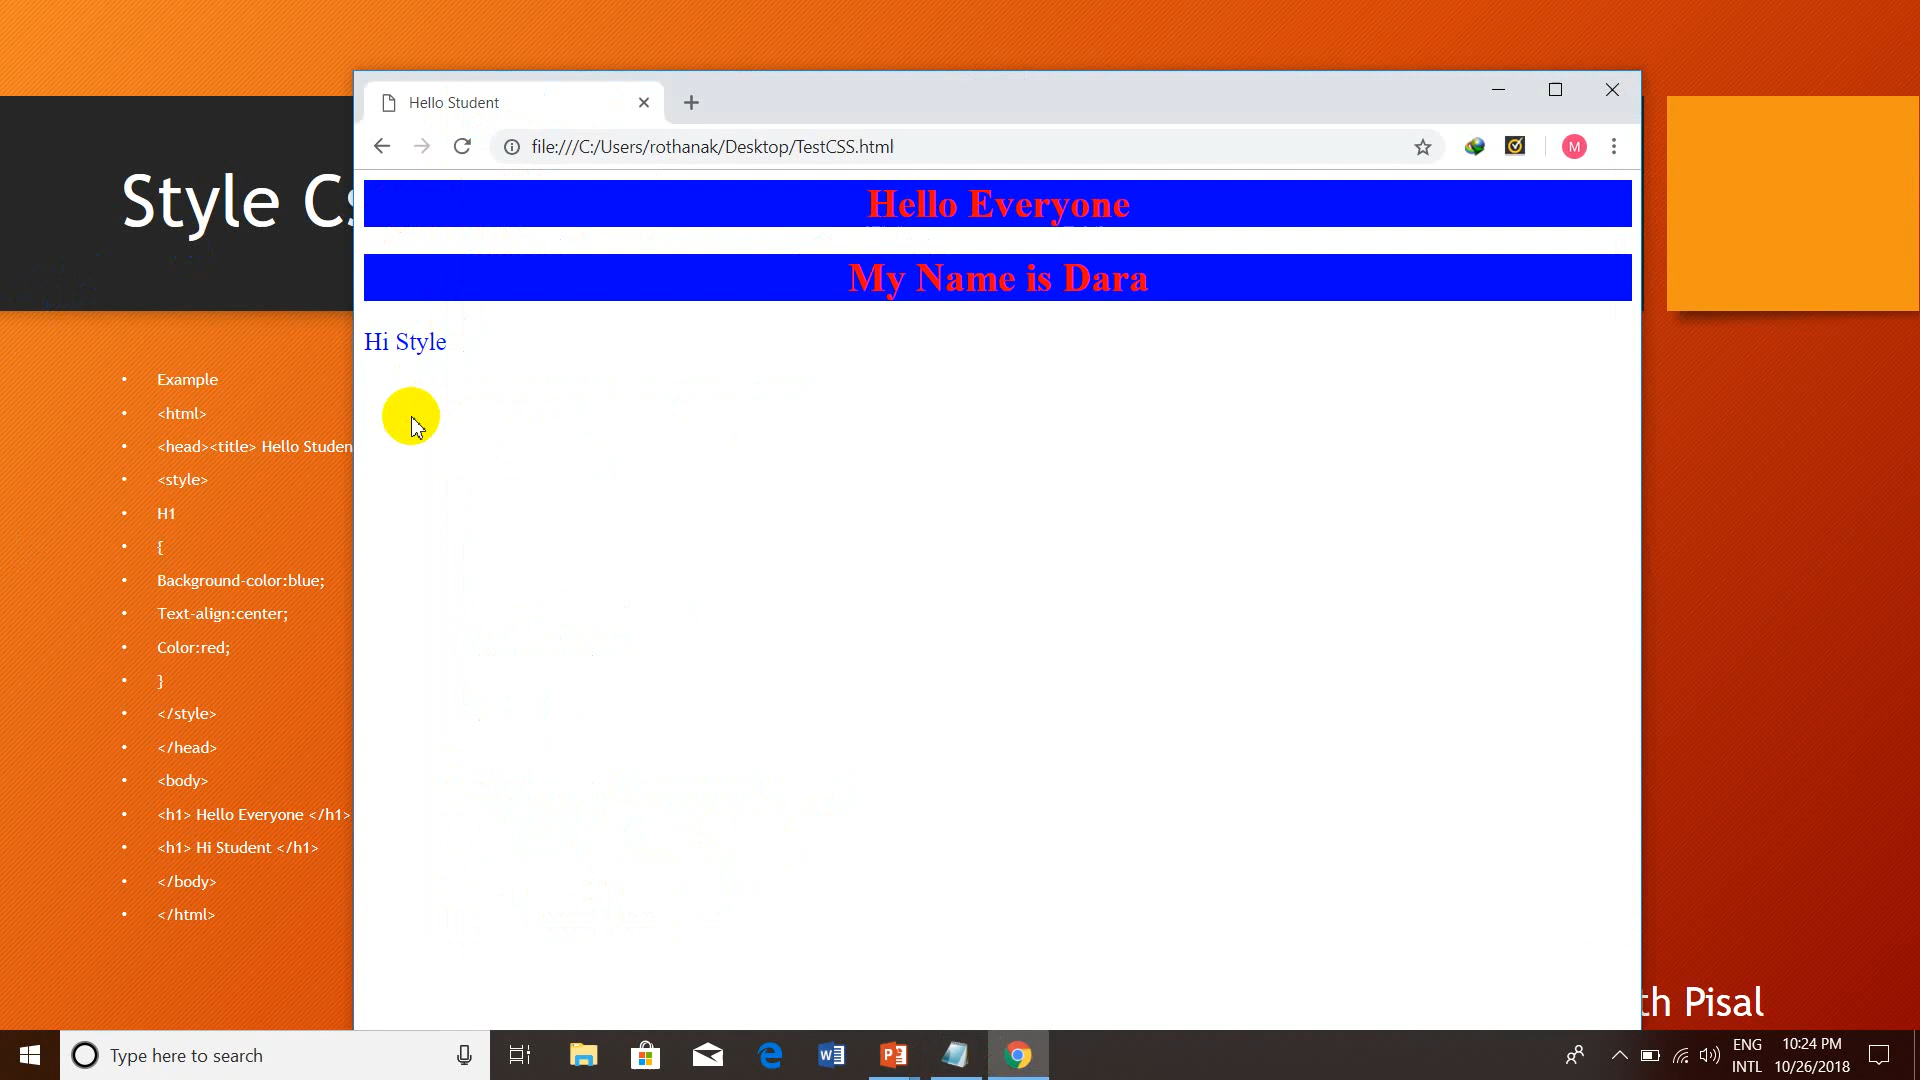 Hello Student
file:///C:/Users/rothanak/Desktop/TestCSS.html
M
Style Cs
Hello Everyone
My Name is Dara
Hi Style
• Example
• <html>
• <head><title> Hello Studen
• <style>
• H1
• {
• Background-color:blue;
• Text-align:center;
• Color:red;
• }
• </style>
• </head>
• <body>
• <h1> Hello Everyone </h1>
• <h1> Hi Student </h1>
• </body>
• </html>
th Pisal
Type here to search
ENG
INTL
10:24 PM
10/26/2018